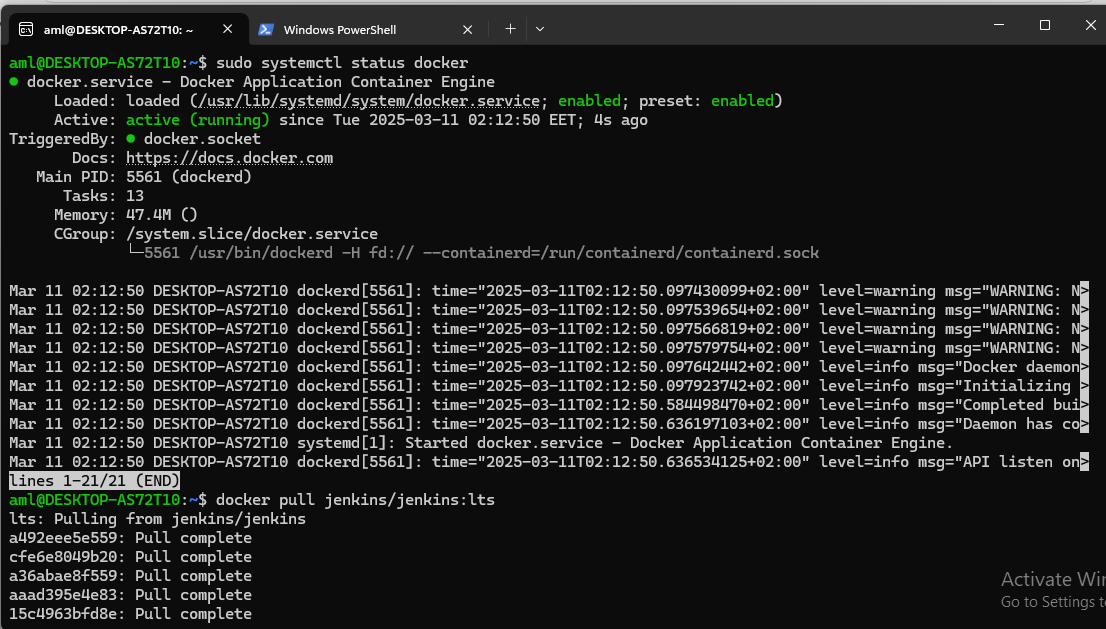 aml@DESKTOP-AS72T10: ~
Windows PowerShell
aml@DESKTOP-AS72T10:~$ sudo systemctl status docker
● docker.service - Docker Application Container Engine
Loaded: loaded (/usr/lib/systemd/system/docker.service; enabled; preset: enabled)
Active: active (running) since Tue 2025-03-11 02:12:50 EET; 4s ago
TriggeredBy: ● docker.socket
Docs: https://docs.docker.com
Main PID: 5561 (dockerd)
Tasks: 13
Memory: 47.4M ()
CGroup: /system.slice/docker.service
└─5561 /usr/bin/dockerd -H fd:// --containerd=/run/containerd/containerd.sock
Mar 11 02:12:50 DESKTOP-AS72T10 dockerd[5561]: time="2025-03-11T02:12:50.097430099+02:00" level=warning msg="WARNING: N>
Mar 11 02:12:50 DESKTOP-AS72T10 dockerd[5561]: time="2025-03-11T02:12:50.097539654+02:00" level=warning msg="WARNING: N>
Mar 11 02:12:50 DESKTOP-AS72T10 dockerd[5561]: time="2025-03-11T02:12:50.097566819+02:00" level=warning msg="WARNING: N>
Mar 11 02:12:50 DESKTOP-AS72T10 dockerd[5561]: time="2025-03-11T02:12:50.097579754+02:00" level=warning msg="WARNING: N>
Mar 11 02:12:50 DESKTOP-AS72T10 dockerd[5561]: time="2025-03-11T02:12:50.097642442+02:00" level=info msg="Docker daemon>
Mar 11 02:12:50 DESKTOP-AS72T10 dockerd[5561]: time="2025-03-11T02:12:50.097923742+02:00" level=info msg="Initializing >
Mar 11 02:12:50 DESKTOP-AS72T10 dockerd[5561]: time="2025-03-11T02:12:50.584498470+02:00" level=info msg="Completed bui>
Mar 11 02:12:50 DESKTOP-AS72T10 dockerd[5561]: time="2025-03-11T02:12:50.636197103+02:00" level=info msg="Daemon has co>
Mar 11 02:12:50 DESKTOP-AS72T10 systemd[1]: Started docker.service - Docker Application Container Engine.
Mar 11 02:12:50 DESKTOP-AS72T10 dockerd[5561]: time="2025-03-11T02:12:50.636534125+02:00" level=info msg="API listen on>
lines 1-21/21 (END)
aml@DESKTOP-AS72T10:~$ docker pull jenkins/jenkins:lts
lts: Pulling from jenkins/jenkins
a492eee5e559: Pull complete
cfe6e8049b20: Pull complete
a36abae8f559: Pull complete
aaad395e4e83: Pull complete
15c4963bfd8e: Pull complete
Activate Wi
Go to Settings t